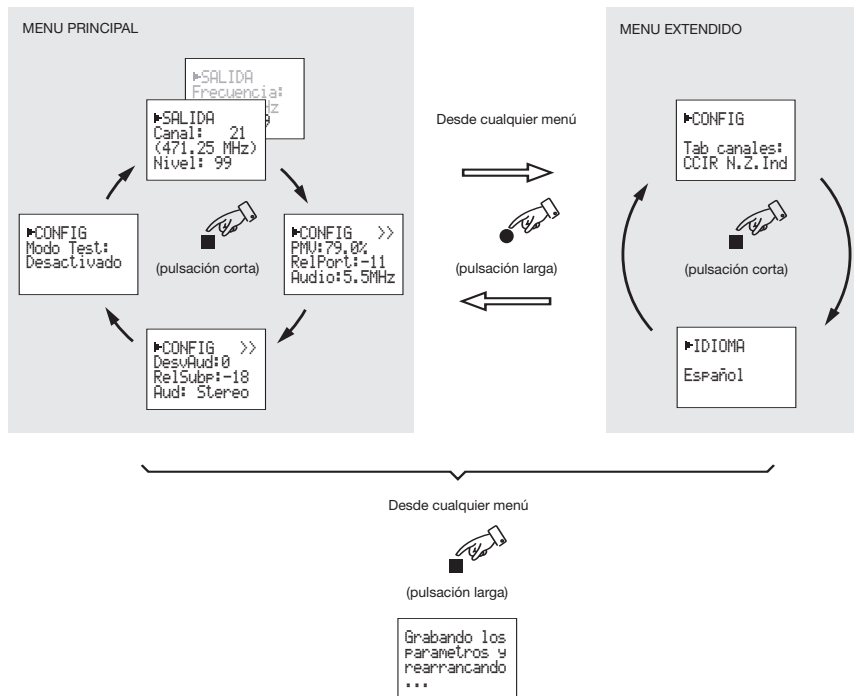 MENU PRINCIPAL
►SALIDA
Frecuencia:
Hz
9
►SALIDA
Canal: 21
(471.25 MHz)
Nivel: 99
►CONFIG
Modo Test:
Desactivado
(pulsación corta)
►CONFIG >>
PMV:79.0%
RelPort:-11
Audio:5.5MHz
►CONFIG >>
DesvAud:0
RelSubp:-18
Aud: Stereo
Desde cualquier menú
(pulsación larga)
MENU EXTENDIDO
►CONFIG
Tab canales:
CCIR N.Z.Ind
(pulsación corta)
►IDIOMA
Español
Desde cualquier menú
(pulsación larga)
Grabando los
parametros y
rearrancando
...